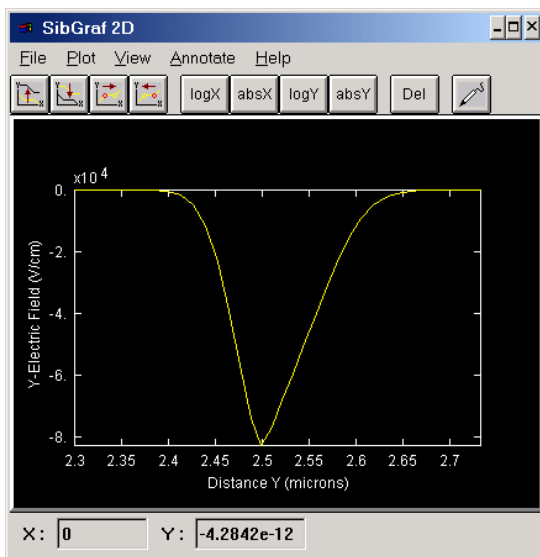 SibGraf 2D
File Plot View Annotate Help
logX absX logY absY Del
x10 4
0.
-2.
-4.
-6.
-8.
Y-Electric Field (V/cm)
2.3 2.35 2.4 2.45 2.5 2.55 2.6 2.65 2.7
Distance Y (microns)
X: 0 Y: -4.2842e-12